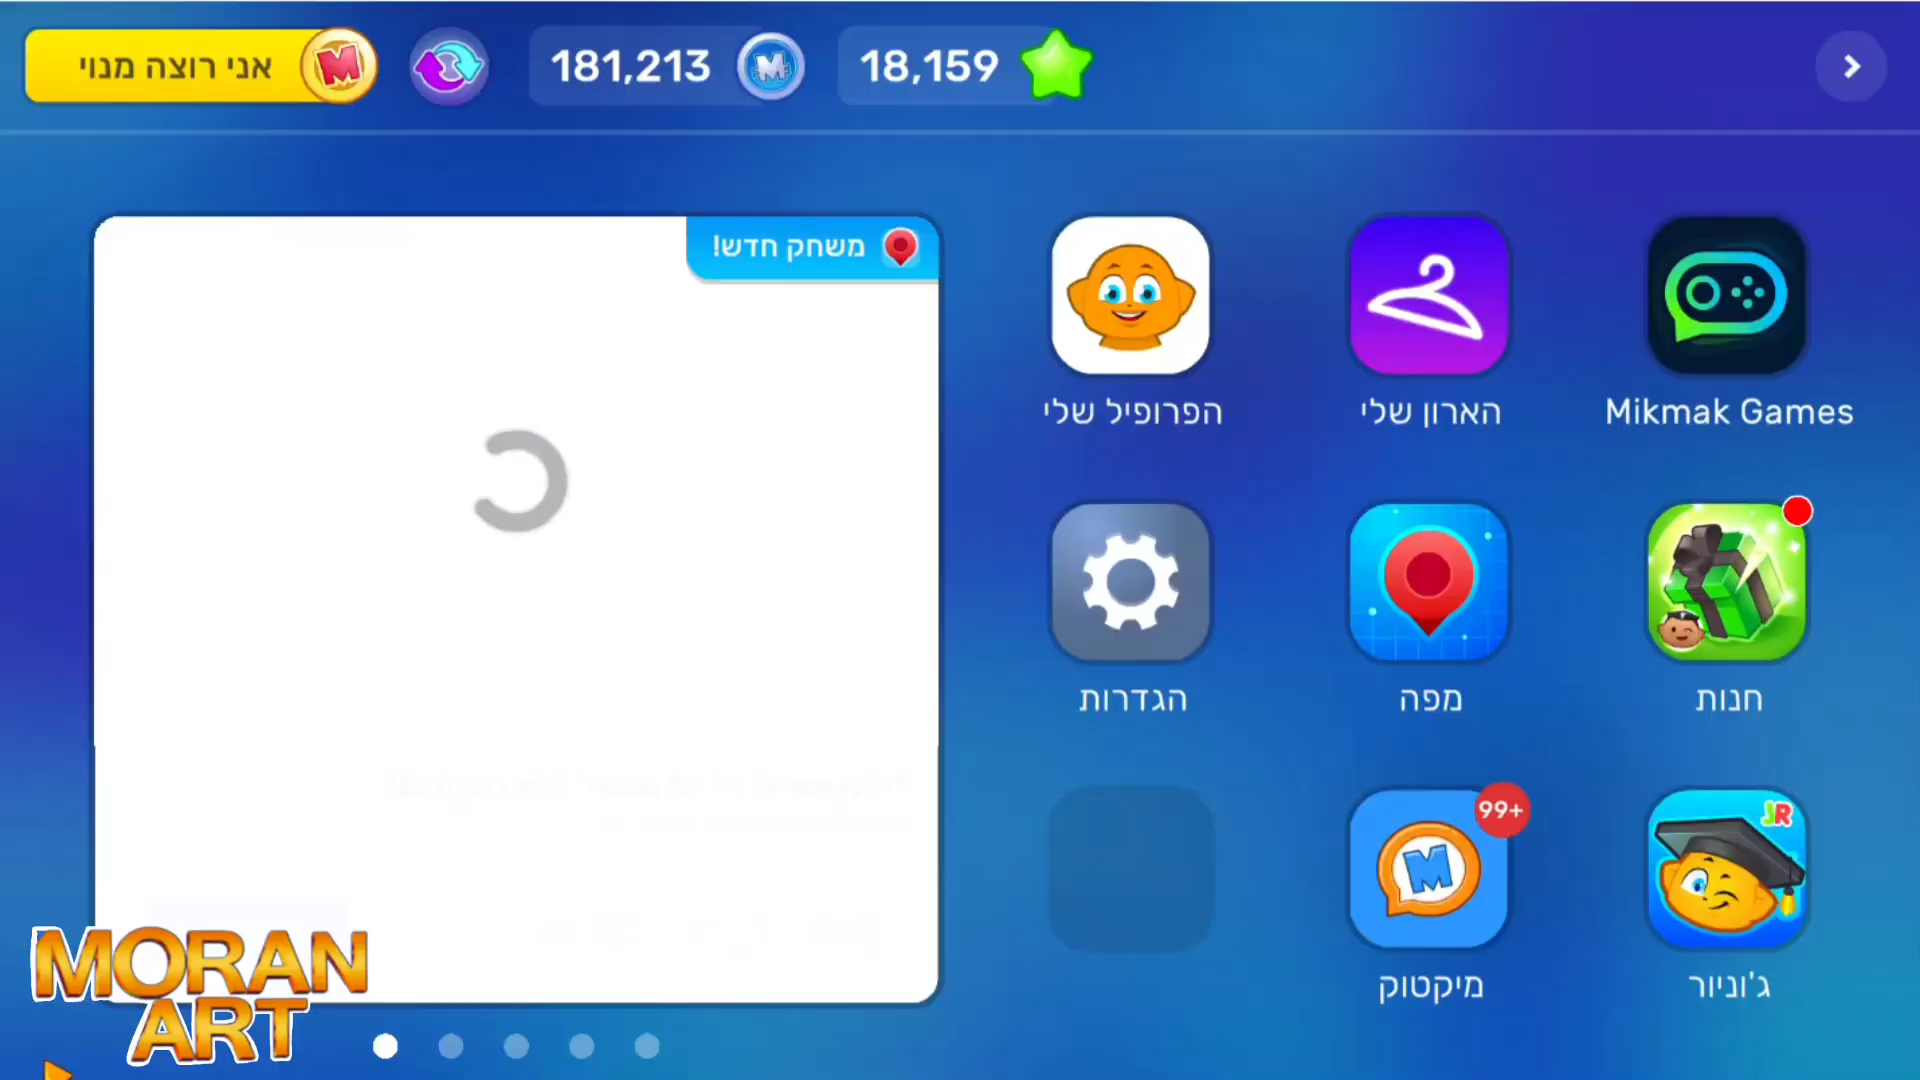 אני רוצה מנוי
M
181,213
M
18,159
משחק חדש!
הפרופיל שלי
הארון שלי
Mikmak Games
הגדרות
מפה
חנות
99+
M
JR
מיקטוק
ג'וניור
MORAN
ART